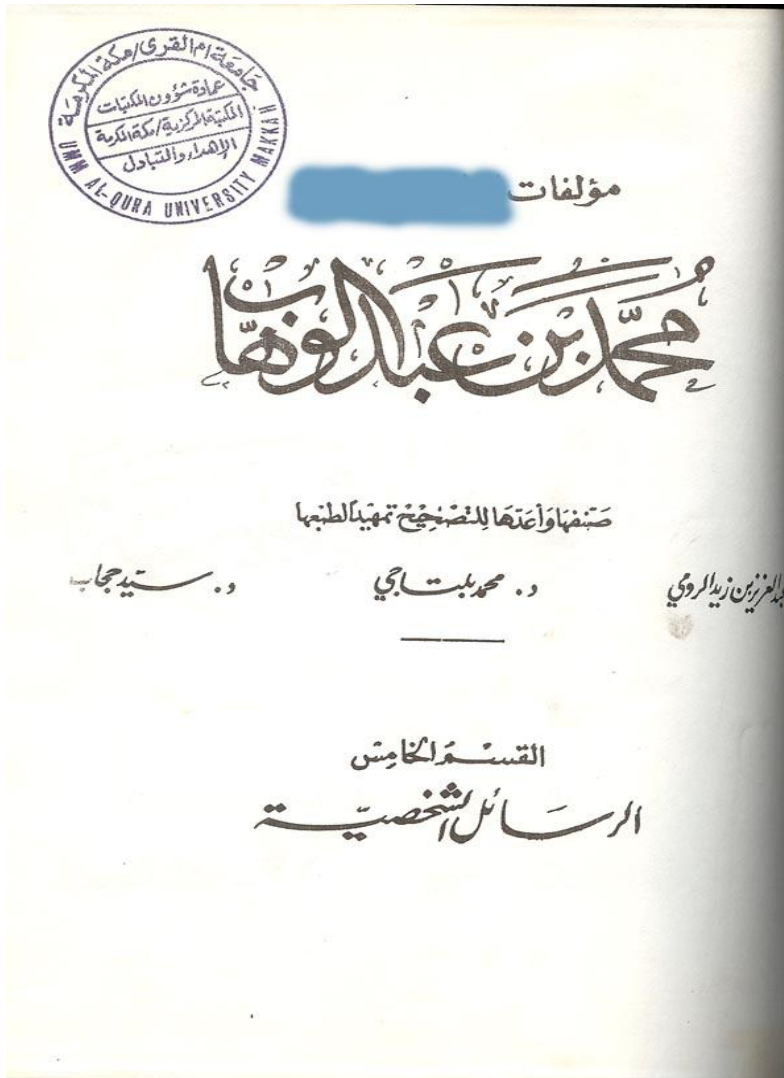 جامعة ام القرى / مكة المكرمة
عمادة شؤون المكتبات
المكتبة المركزية / مكة المكرمة
الإهداء والتبادل
UMM AL-QURA UNIVERSITY MAKKAH
مؤلفات
محمد بن عبد الوهاب
صنفها وأعدها للتصحيح تمهيدا لطبعها
عبد العزيز بن زيد الرومي د. محمد بلتاجي د. سيد حجاب
القسم الخامس
الرسائل الشخصية